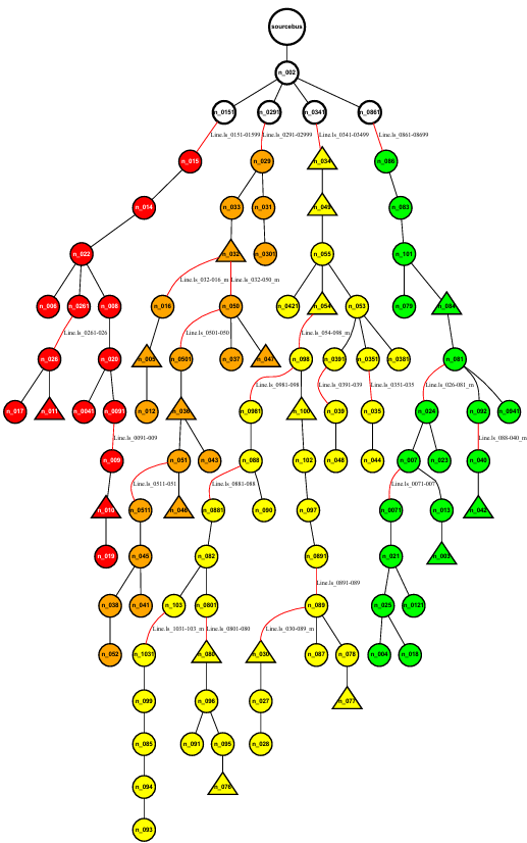 sourcebus
n_002
n_0151
n_0291
n_0341
n_0861
Line.ls_0151-01599
Line.ls_0291-02999
Line.ls_0341-03499
Line.ls_0861-08699
n_015
n_029
n_034
n_086
n_014
n_033
n_031
n_049
n_083
n_022
n_032
n_0301
n_055
n_101
Line.ls_032-016_m
Line.ls_032-050_m
n_006
n_0261
n_008
n_016
n_050
n_0421
n_054
n_053
n_079
n_084
Line.ls_0261-026
Line.ls_0501-050
Line.ls_054-098_m
n_026
n_020
n_005
n_0501
n_037
n_047
n_098
n_0391
n_0351
n_0381
n_081
Line.ls_0981-098
Line.ls_0391-039
Line.ls_0351-035
Line.ls_026-081_m
n_017
n_011
n_0041
n_0091
n_012
n_036
n_0981
n_100
n_039
n_035
n_024
n_092
n_0841
Line.ls_0091-009
Line.ls_088-040_m
n_009
n_051
n_043
n_088
n_102
n_048
n_044
n_007
n_023
n_040
Line.ls_0511-051
Line.ls_0881-088
Line.ls_0071-007
n_010
n_0511
n_046
n_0881
n_090
n_097
n_0071
n_013
n_042
n_019
n_045
n_082
n_0891
n_021
n_003
Line.ls_0891-089
n_038
n_041
n_103
n_0801
n_089
n_025
n_0121
Line.ls_1031-103_m
Line.ls_0801-080
Line.ls_030-089_m
n_052
n_1031
n_080
n_030
n_087
n_078
n_004
n_018
n_099
n_096
n_027
n_077
n_085
n_091
n_095
n_028
n_094
n_076
n_093